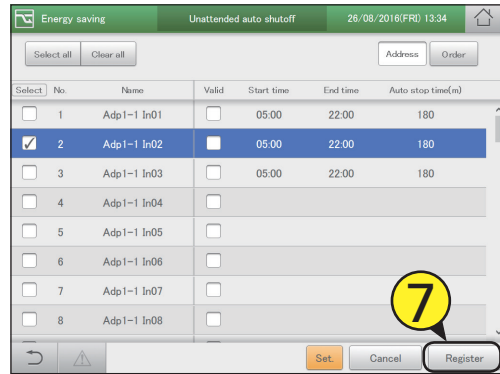 Energy saving Unattended auto shutoff 26/08/2016(FRI) 13:34
Select all Clear all Address Order
Select No. Name Valid Start time End time Auto stop time(m)
1 Adp1-1 In01 05:00 22:00 180
2 Adp1-1 In02 05:00 22:00 180
3 Adp1-1 In03 05:00 22:00 180
4 Adp1-1 In04
5 Adp1-1 In05
6 Adp1-1 In06
7 Adp1-1 In07
8 Adp1-1 In08
7
Set. Cancel Register